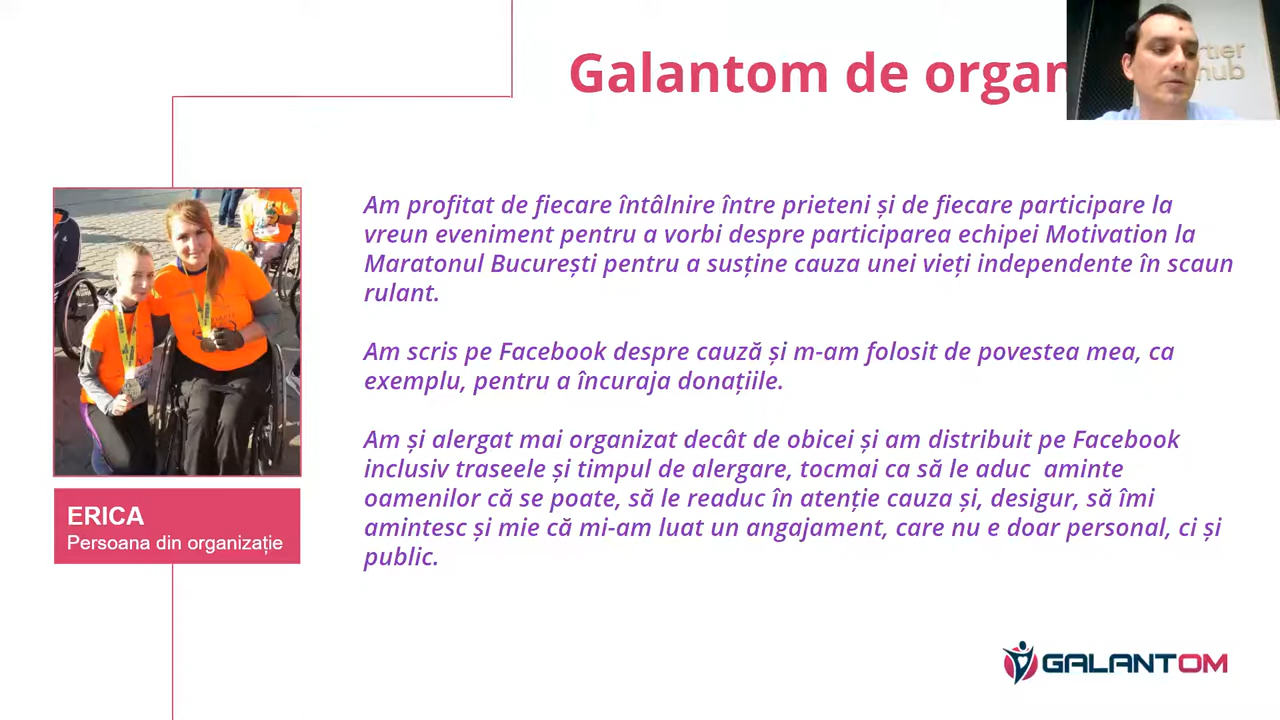 Galantom de organ
rtier
hub
Am profitat de fiecare întâlnire între prieteni și de fiecare participare la
vreun eveniment pentru a vorbi despre participarea echipei Motivation la
Maratonul București pentru a susține cauza unei vieți independente în scaun
rulant.
Am scris pe Facebook despre cauză și m-am folosit de povestea mea, ca
exemplu, pentru a încuraja donațiile.
Am și alergat mai organizat decât de obicei și am distribuit pe Facebook
inclusiv traseele și timpul de alergare, tocmai ca să le aduc aminte
oamenilor că se poate, să le readuc în atenție cauza și, desigur, să îmi
amintesc și mie că mi-am luat un angajament, care nu e doar personal, ci și
public.
ERICA
Persoana din organizație
GALANTOM